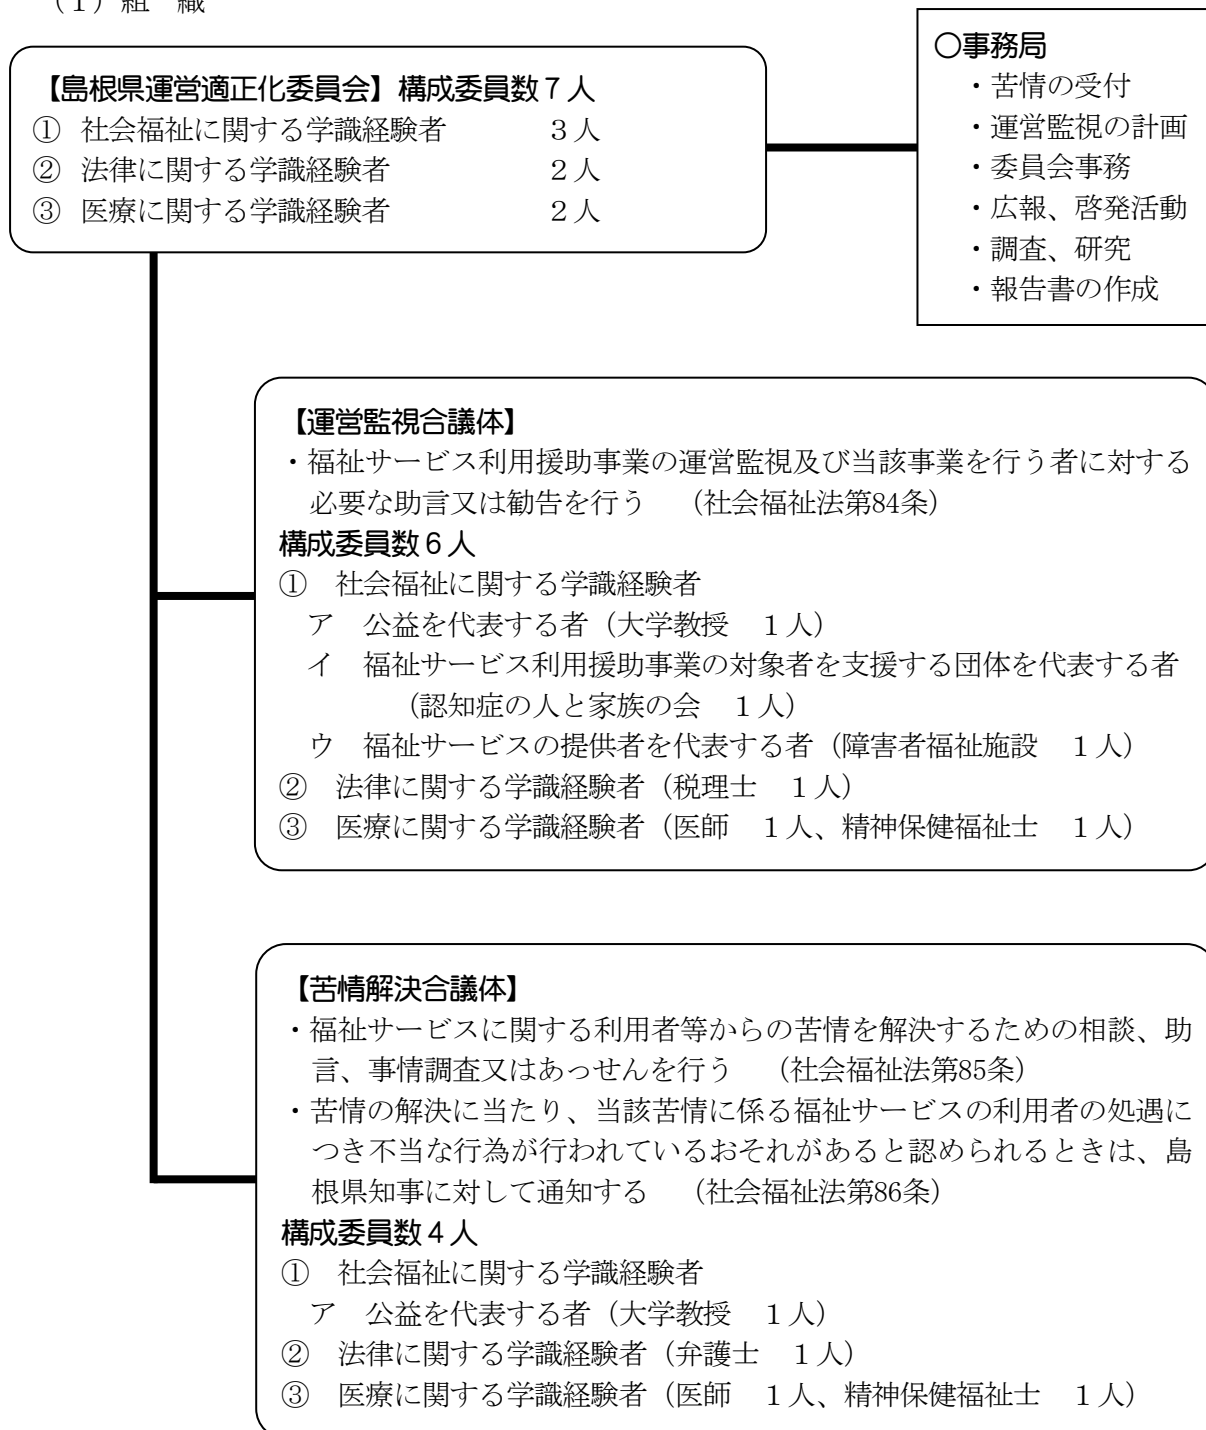 （１）組　織
【島根県運営適正化委員会】構成委員数７人
①　社会福祉に関する学識経験者　　　３人
②　法律に関する学識経験者　　　　　２人
③　医療に関する学識経験者　　　　　２人
○事務局
・苦情の受付
・運営監視の計画
・委員会事務
・広報、啓発活動
・調査、研究
・報告書の作成
【運営監視合議体】
・福祉サービス利用援助事業の運営監視及び当該事業を行う者に対する
必要な助言又は勧告を行う　（社会福祉法第84条）
構成委員数６人
①　社会福祉に関する学識経験者
ア　公益を代表する者（大学教授　１人）
イ　福祉サービス利用援助事業の対象者を支援する団体を代表する者
（認知症の人と家族の会　１人）
ウ　福祉サービスの提供者を代表する者（障害者福祉施設　１人）
②　法律に関する学識経験者（税理士　１人）
③　医療に関する学識経験者（医師　１人、精神保健福祉士　１人）
【苦情解決合議体】
・福祉サービスに関する利用者等からの苦情を解決するための相談、助
言、事情調査又はあっせんを行う　（社会福祉法第85条）
・苦情の解決に当たり、当該苦情に係る福祉サービスの利用者の処遇に
つき不当な行為が行われているおそれがあると認められるときは、島
根県知事に対して通知する　（社会福祉法第86条）
構成委員数４人
①　社会福祉に関する学識経験者
ア　公益を代表する者（大学教授　１人）
②　法律に関する学識経験者（弁護士　１人）
③　医療に関する学識経験者（医師　１人、精神保健福祉士　１人）